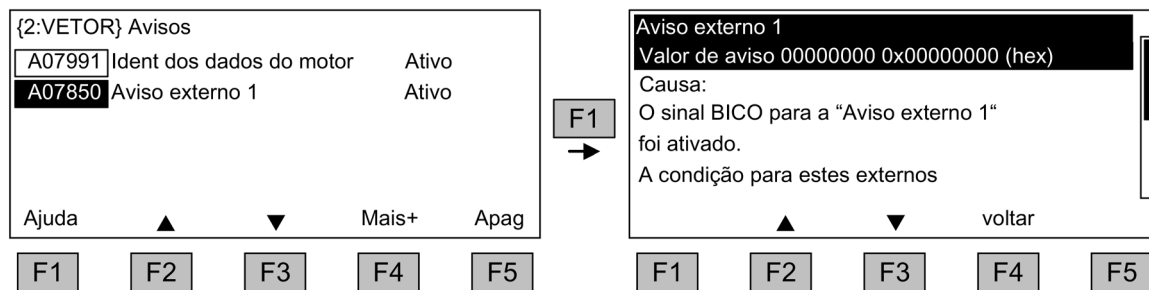 {2:VETOR} Avisos
A07991 Ident dos dados do motor Ativo
A07850 Aviso externo 1 Ativo
Ajuda ▲ ▼ Mais+ Apag
F1 F2 F3 F4 F5
F1
Aviso externo 1
Valor de aviso 00000000 0x00000000 (hex)
Causa:
O sinal BICO para a “Aviso externo 1“
foi ativado.
A condição para estes externos
▲ ▼ voltar
F1 F2 F3 F4 F5